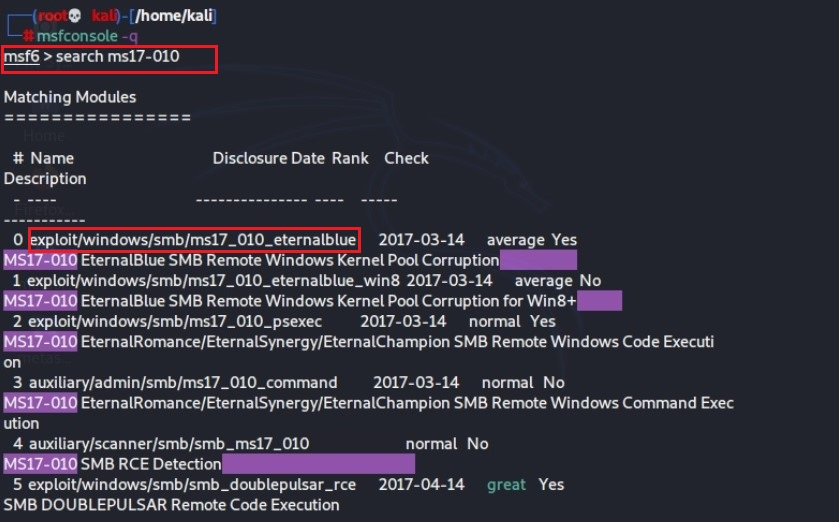 (root💀 kali)-[/home/kali]
# msfconsole -q
msf6 > search ms17-010
Matching Modules
================
# Name Disclosure Date Rank Check
Description
- ---- --------------- ---- -----
-----------
0 exploit/windows/smb/ms17_010_eternalblue 2017-03-14 average Yes
MS17-010 EternalBlue SMB Remote Windows Kernel Pool Corruption
1 exploit/windows/smb/ms17_010_eternalblue_win8 2017-03-14 average No
MS17-010 EternalBlue SMB Remote Windows Kernel Pool Corruption for Win8+
2 exploit/windows/smb/ms17_010_psexec 2017-03-14 normal Yes
MS17-010 EternalRomance/EternalSynergy/EternalChampion SMB Remote Windows Code Executi
on
3 auxiliary/admin/smb/ms17_010_command 2017-03-14 normal No
MS17-010 EternalRomance/EternalSynergy/EternalChampion SMB Remote Windows Command Exec
ution
4 auxiliary/scanner/smb/smb_ms17_010 normal No
MS17-010 SMB RCE Detection
5 exploit/windows/smb/smb_doublepulsar_rce 2017-04-14 great Yes
SMB DOUBLEPULSAR Remote Code Execution